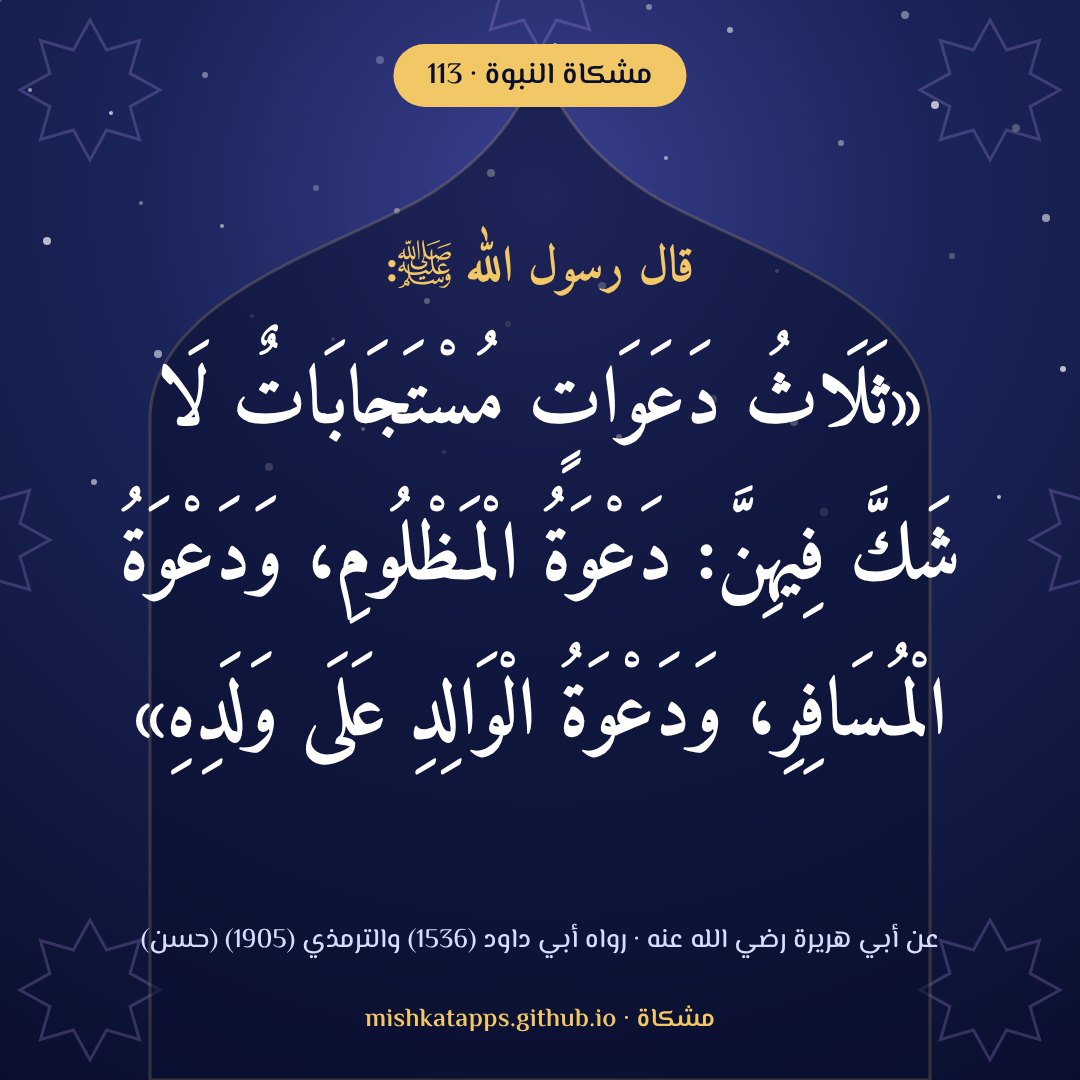 مشكاة النبوة · 113
قال رسول الله ﷺ:
«ثَلَاثُ دَعَوَاتٍ مُسْتَجَابَاتٌ لَا
شَكَّ فِيهِنَّ: دَعْوَةُ الْمَظْلُومِ، وَدَعْوَةُ
الْمُسَافِرِ، وَدَعْوَةُ الْوَالِدِ عَلَى وَلَدِهِ»
عن أبي هريرة رضي الله عنه · رواه أبي داود (1536) والترمذي (1905) (حسن)
مشكاة · mishkatapps.github.io